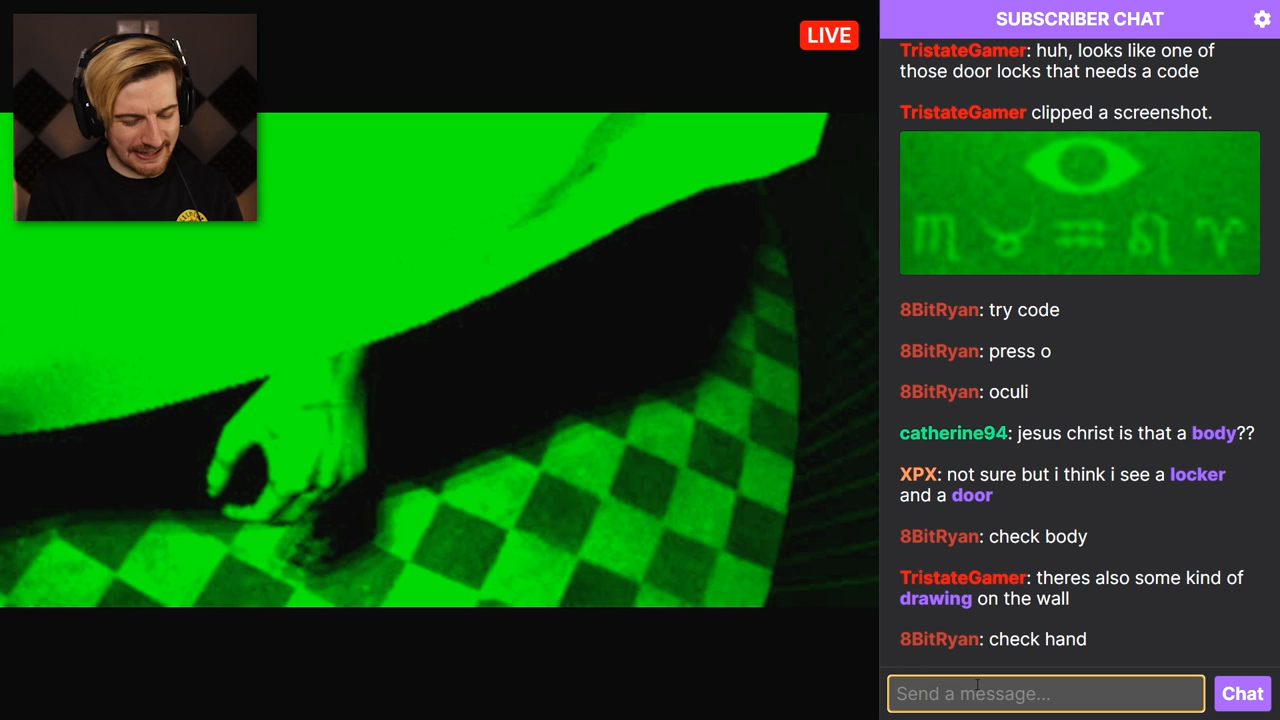 LIVE
SUBSCRIBER CHAT
TristateGamer: huh, looks like one of
those door locks that needs a code
TristateGamer clipped a screenshot.
♏ ♉ ♒ ♌ ♈
8BitRyan: try code
8BitRyan: press o
8BitRyan: oculi
catherine94: jesus christ is that a body??
XPX: not sure but i think i see a locker
and a door
8BitRyan: check body
TristateGamer: theres also some kind of
drawing on the wall
8BitRyan: check hand
Send a message...
Chat